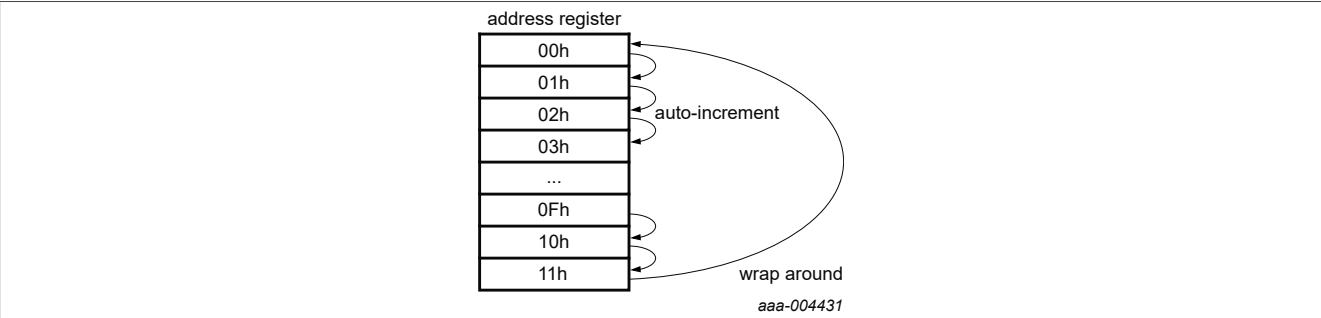 address register
00h
01h
02h
auto-increment
03h
...
0Fh
10h
11h
wrap around
aaa-004431